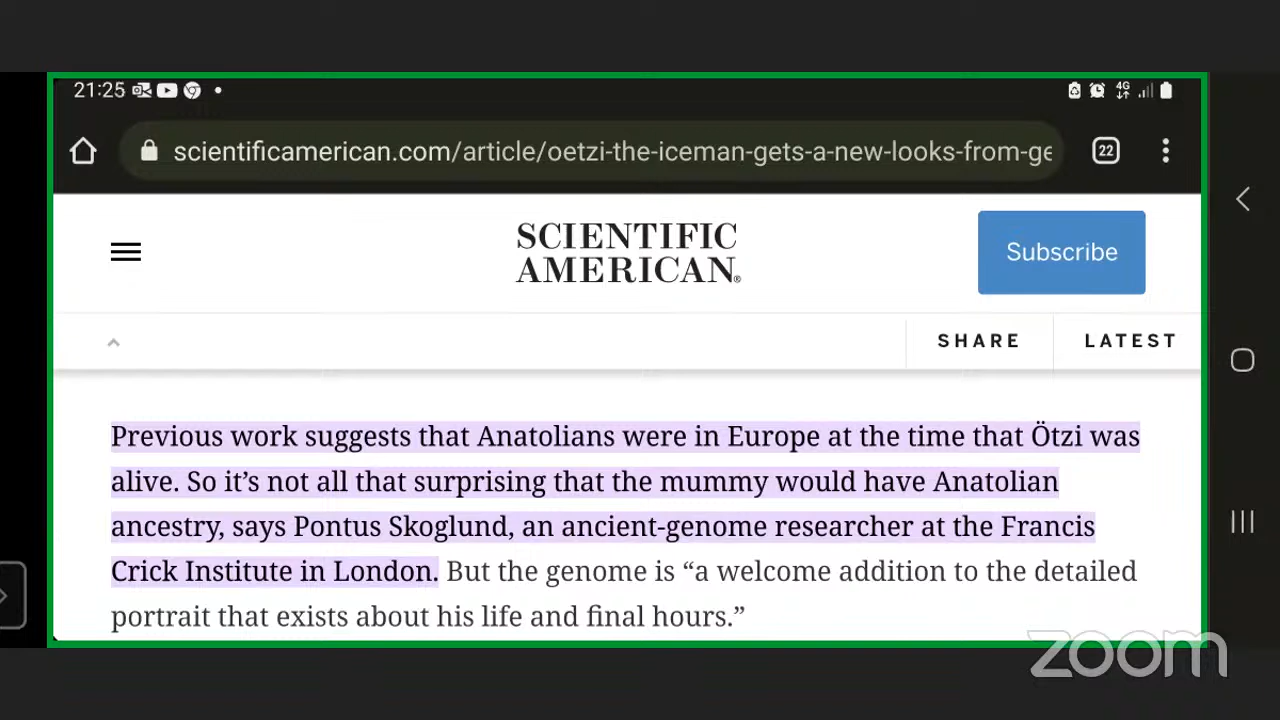 21:25
4G
scientificamerican.com/article/oetzi-the-iceman-gets-a-new-looks-from-ge
22
SCIENTIFIC
AMERICAN®
Subscribe
SHARE
LATEST
Previous work suggests that Anatolians were in Europe at the time that Ötzi was
alive. So it’s not all that surprising that the mummy would have Anatolian
ancestry, says Pontus Skoglund, an ancient-genome researcher at the Francis
Crick Institute in London. But the genome is “a welcome addition to the detailed
portrait that exists about his life and final hours.”
zoom